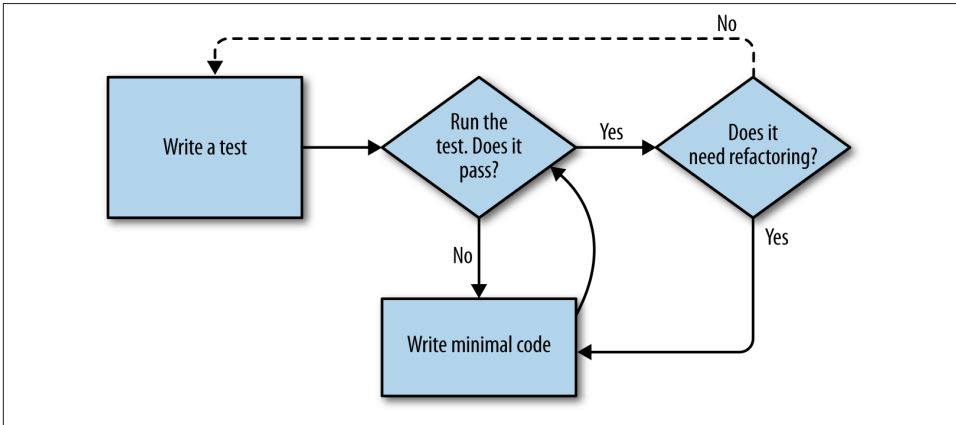 No
Write a test
Run the
test. Does it
pass?
Yes
Does it
need refactoring?
No
Yes
Write minimal code